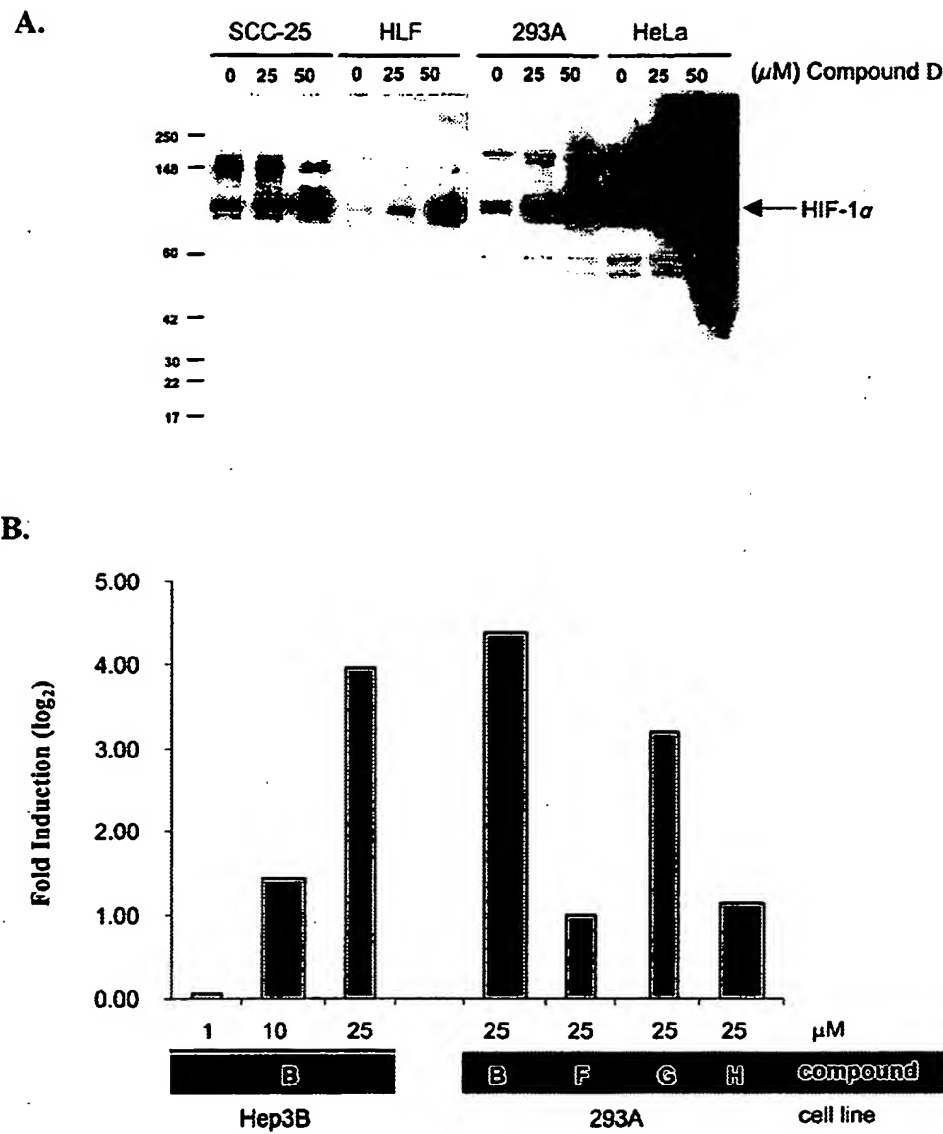 A.
SCC-25 HLF 293A HeLa
0 25 50 0 25 50 0 25 50 0 25 50 (μM) Compound D
250
148
HIF-1α
60
42
30
22
17
B.
Fold Induction (log2)
5.00
4.00
3.00
2.00
1.00
0.00
1 10 25 25 25 25 25 μM
B B F G H compound
Hep3B 293A cell line